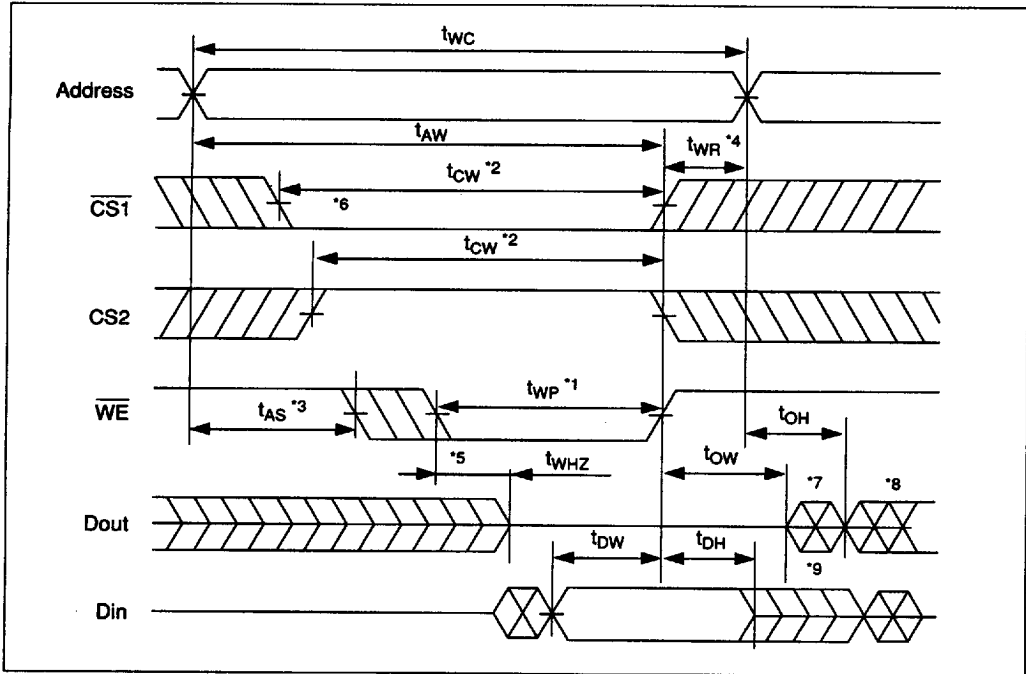 tWC
Address
tAW
tWR *4
tCW *2
CS1
*6
tCW *2
CS2
WE
tAS *3
tWP *1
tOH
*5
tWHZ
tOW
*7
*8
Dout
tDW
tDH
*9
Din